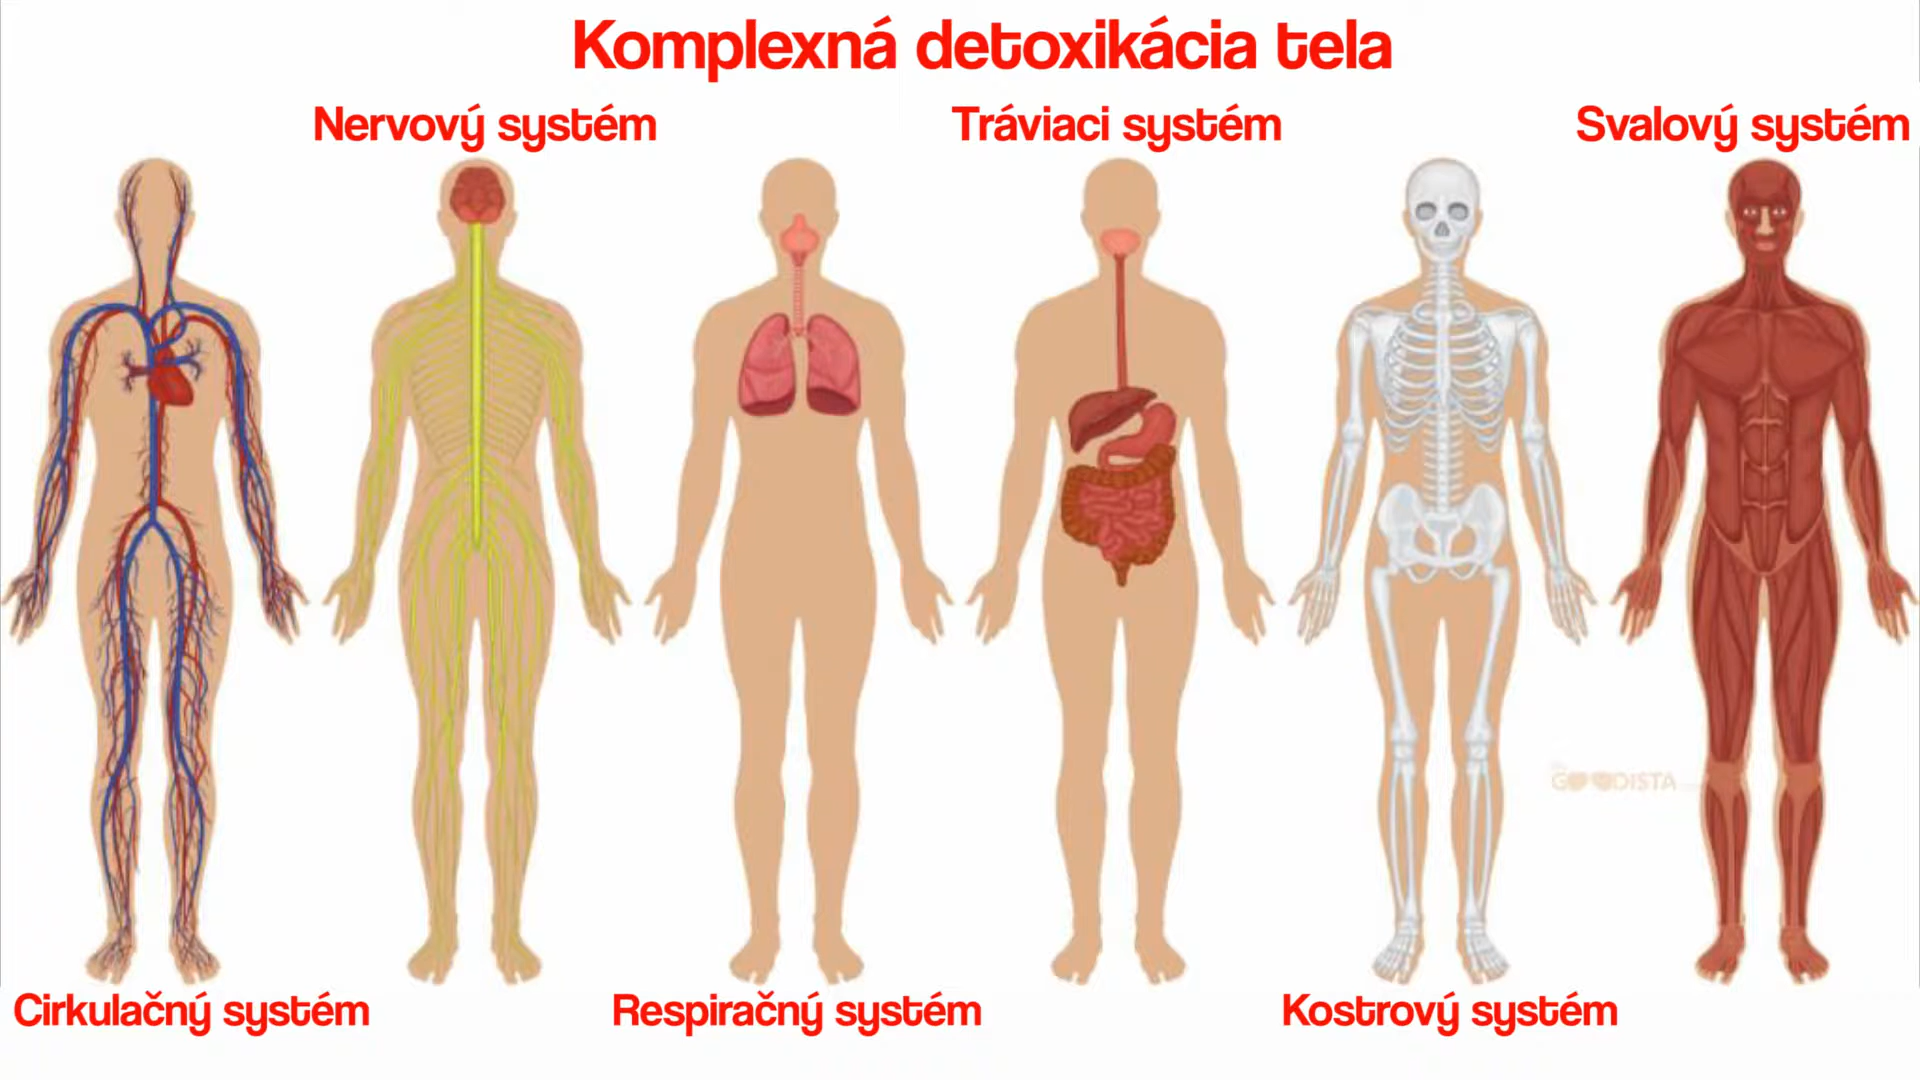 Komplexná detoxikácia tela
Nervový systém
Tráviaci systém
Svalový systém
Cirkulačný systém
Respiračný systém
Kostrový systém